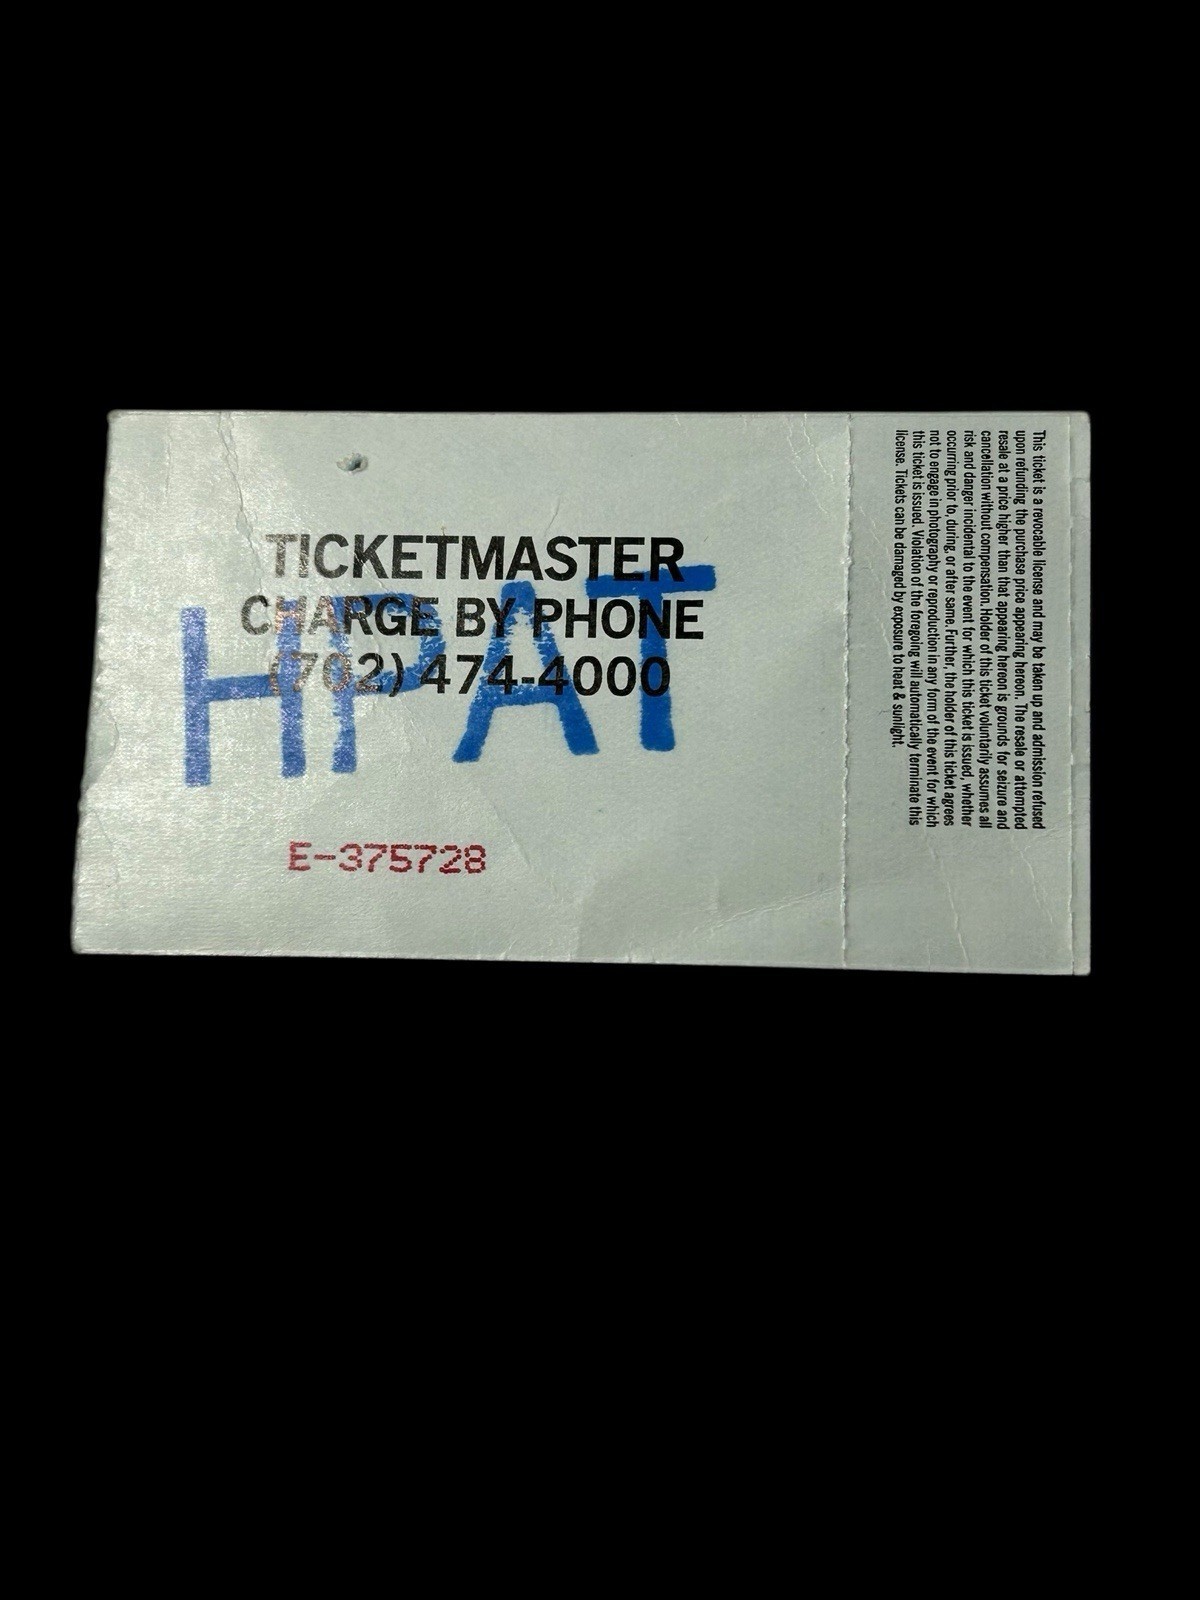 TICKETMASTER
CHARGE BY PHONE
(702) 474-4000
HPAT
E-375728
This ticket is a revocable license and may be taken up and admission refused
upon refunding the purchase price appearing hereon. The resale or attempted
resale at a price higher than that appearing hereon is grounds for seizure and
cancellation without compensation. Holder of this ticket voluntarily assumes all
risk and danger incidental to the event for which this ticket is issued, whether
occurring prior to, during, or after same. Further, the holder of this ticket agrees
not to engage in photography or reproduction in any form of the event for which
this ticket is issued. Violation of the foregoing will automatically terminate this
license. Tickets can be damaged by exposure to heat & sunlight.